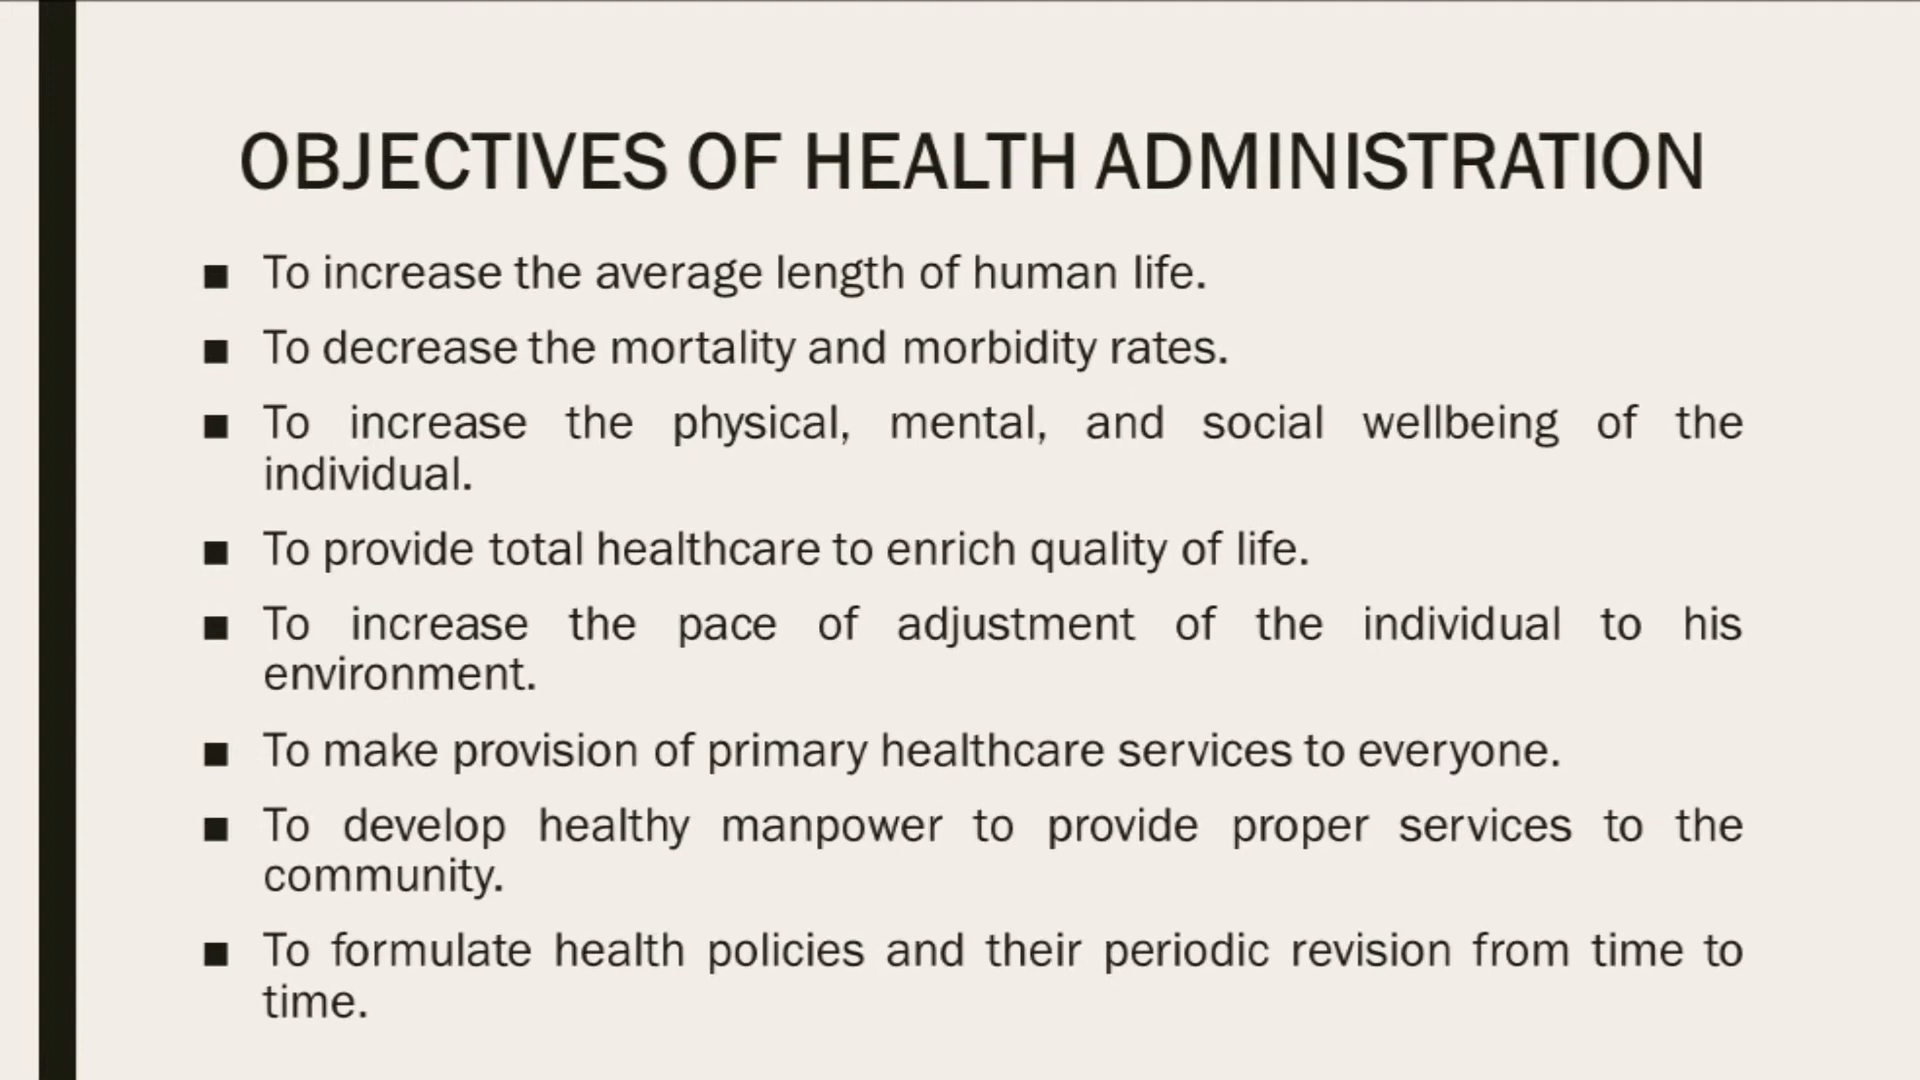 OBJECTIVES OF HEALTH ADMINISTRATION
■ To increase the average length of human life.
■ To decrease the mortality and morbidity rates.
■ To increase the physical, mental, and social wellbeing of the
individual.
■ To provide total healthcare to enrich quality of life.
■ To increase the pace of adjustment of the individual to his
environment.
■ To make provision of primary healthcare services to everyone.
■ To develop healthy manpower to provide proper services to the
community.
■ To formulate health policies and their periodic revision from time to
time.